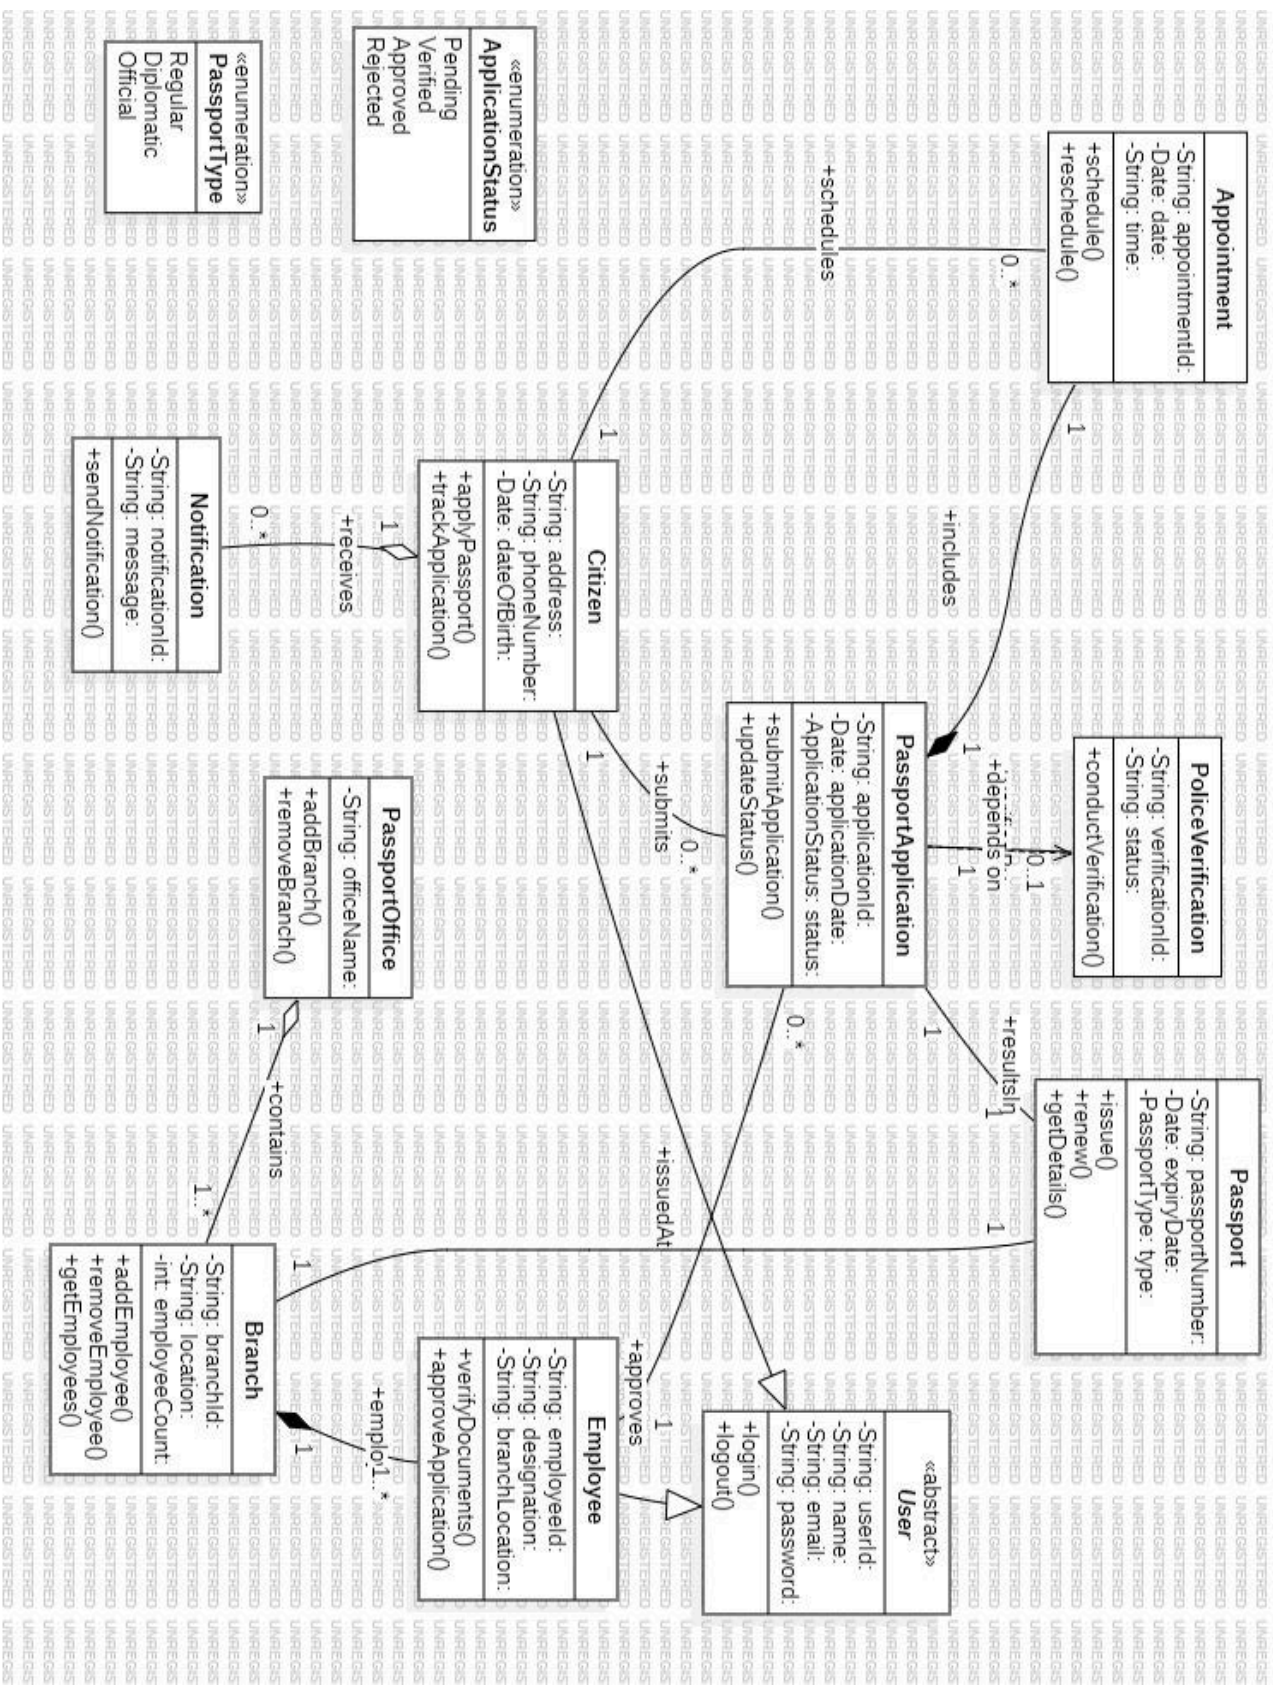 Appointment
-String: appointmentId:
-Date: date:
-String: time:
+schedule()
+reschedule()
PoliceVerification
-String: verificationId:
-String: status:
+conductVerification()
Passport
-String: passportNumber:
-Date: expiryDate:
-PassportType: type:
+issue()
+renew()
+getDetails()
0..*
1
+includes
1
+depends on
0..1
1
+resultsIn
1
1
1
+schedules
PassportApplication
-String: applicationId:
-Date: applicationDate:
-ApplicationStatus: status:
+submitApplication()
+updateStatus()
«abstract»
User
-String: userId:
-String: name:
-String: email:
-String: password:
+login()
+logout()
0..*
0..*
+submits
+issuedAt
1
+approves
1
1
«enumeration»
ApplicationStatus
Pending
Verified
Approved
Rejected
Citizen
-String: address:
-String: phoneNumber:
-Date: dateOfBirth:
+applyPassport()
+trackApplication()
Employee
-String: employeeId:
-String: designation:
-String: branchLocation:
+verifyDocuments()
+approveApplication()
1
+receives
0..*
PassportOffice
-String: officeName:
+addBranch()
+removeBranch()
1
+contains
1..*
1
1
1..*
«enumeration»
PassportType
Regular
Diplomatic
Official
Notification
-String: notificationId:
-String: message:
+sendNotification()
Branch
-String: branchId:
-String: location:
-int: employeeCount:
+addEmployee()
+removeEmployee()
+getEmployees()
UNREGISTERED